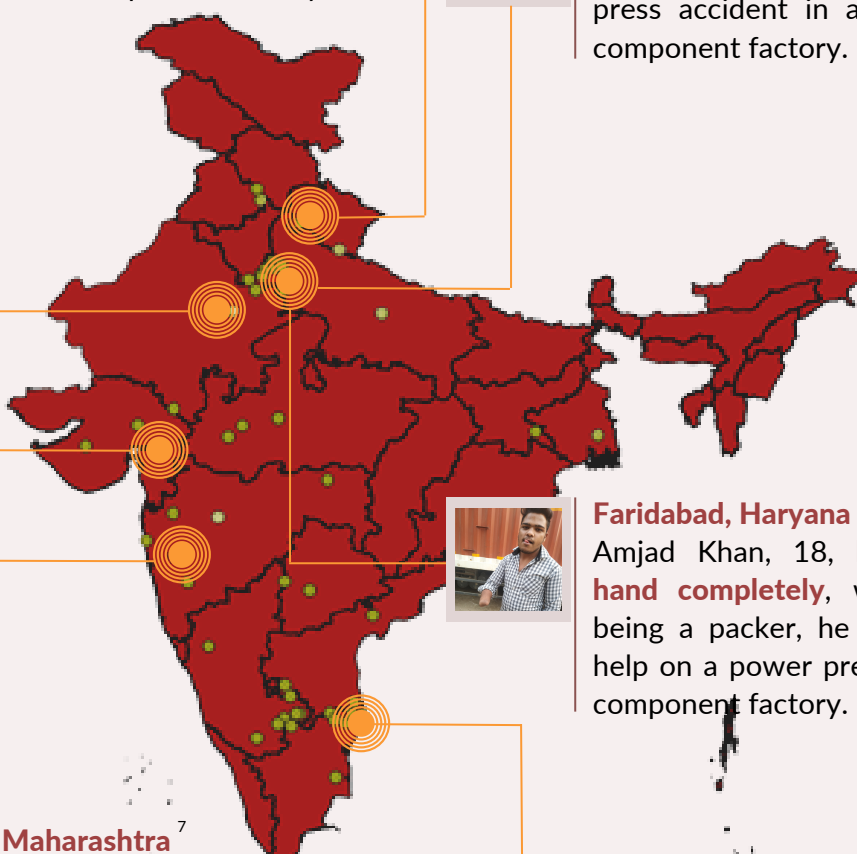 press accident in a
component factory.
Faridabad, Haryana
Amjad Khan, 18,
hand completely,
being a packer, he
help on a power pre
component factory.
7
Maharashtra